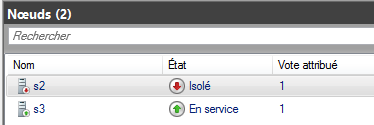 Nœuds (2)
Rechercher
Nom État Vote attribué
s2 Isolé 1
s3 En service 1